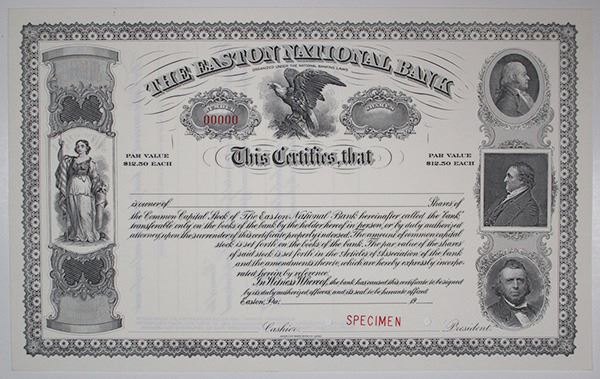 THE EASTON NATIONAL BANK
ORGANIZED UNDER THE NATIONAL BANKING LAWS
NUMBER
00000
SHARES
This Certifies, that
PAR VALUE
$12.50 EACH
PAR VALUE
$12.50 EACH
is owner of Shares of
the Common Capital Stock of The Easton National Bank hereinafter called the "Bank"
transferable only on the books of the bank by the holder hereof in person, or by duly authorized
attorney, upon the surrender of this certificate properly endorsed. The amount of common capital
stock is set forth on the books of the bank. The par value of the shares
of said stock is set forth in the Articles of Association of the bank
and the amendments thereto, which are hereby expressly incorpo-
rated herein by reference.
In Witness Whereof, the bank has caused this certificate to be signed
by its duly authorized officers, and its seal to be hereunto affixed
Easton, Pa. 19
Cashier.
SPECIMEN
President.